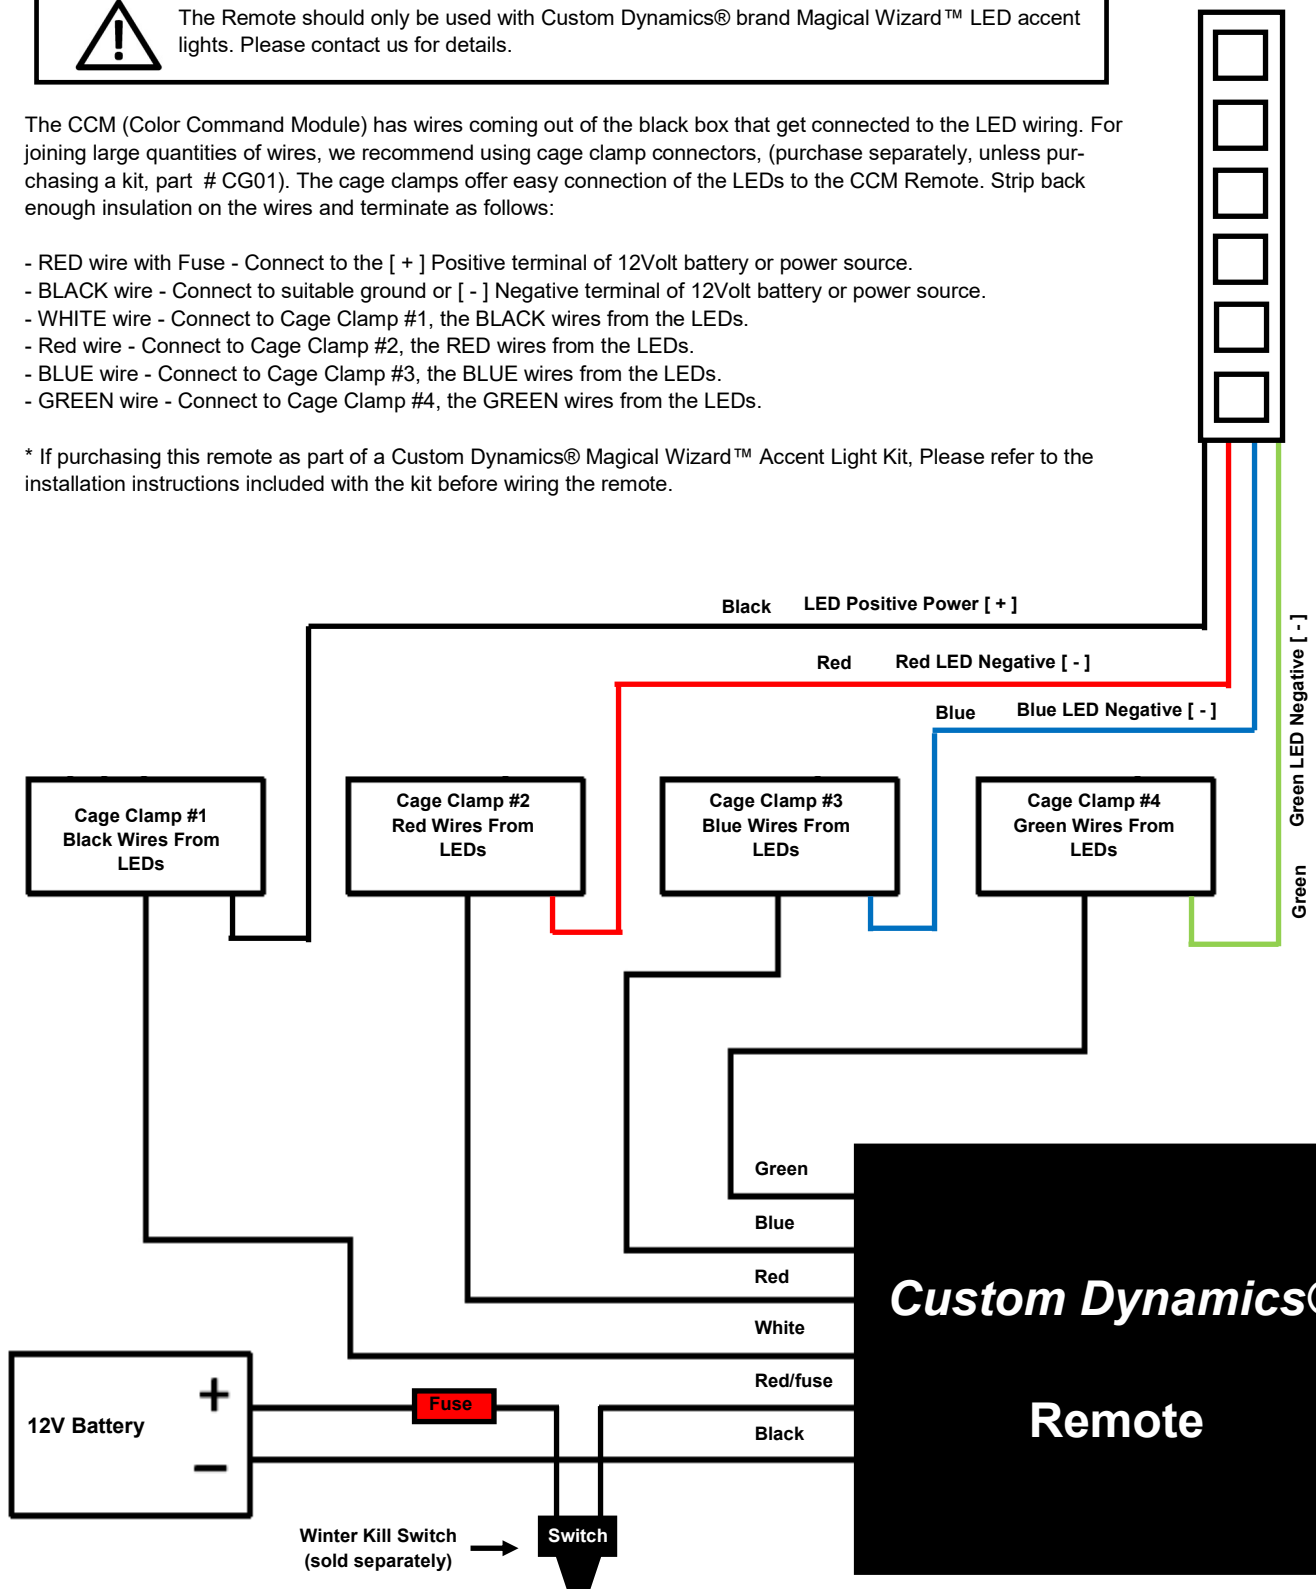 The Remote should only be used with Custom Dynamics® brand Magical Wizard™ LED accent
lights. Please contact us for details.
The CCM (Color Command Module) has wires coming out of the black box that get connected to the LED wiring. For
joining large quantities of wires, we recommend using cage clamp connectors, (purchase separately, unless pur-
chasing a kit, part # CG01). The cage clamps offer easy connection of the LEDs to the CCM Remote. Strip back
enough insulation on the wires and terminate as follows:
- RED wire with Fuse - Connect to the [ + ] Positive terminal of 12Volt battery or power source.
- BLACK wire - Connect to suitable ground or [ - ] Negative terminal of 12Volt battery or power source.
- WHITE wire - Connect to Cage Clamp #1, the BLACK wires from the LEDs.
- Red wire - Connect to Cage Clamp #2, the RED wires from the LEDs.
- BLUE wire - Connect to Cage Clamp #3, the BLUE wires from the LEDs.
- GREEN wire - Connect to Cage Clamp #4, the GREEN wires from the LEDs.
* If purchasing this remote as part of a Custom Dynamics® Magical Wizard™ Accent Light Kit, Please refer to the
installation instructions included with the kit before wiring the remote.
Black LED Positive Power [ + ]
Red Red LED Negative [ - ]
Blue Blue LED Negative [ - ]
Green Green LED Negative [ - ]
Cage Clamp #1
Black Wires From
LEDs
Cage Clamp #2
Red Wires From
LEDs
Cage Clamp #3
Blue Wires From
LEDs
Cage Clamp #4
Green Wires From
LEDs
Green
Blue
Red
White
Red/fuse
Black
Custom Dynamics®
Remote
12V Battery
+
−
Fuse
Switch
Winter Kill Switch
(sold separately)